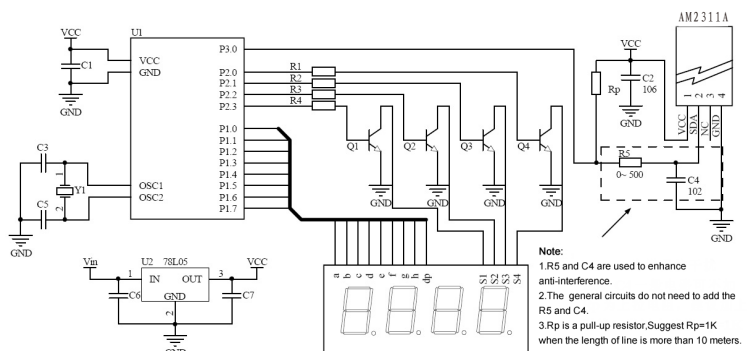 AM2311A
VCC
C1
GND
U1
VCC
GND
OSC1
OSC2
P3.0
P2.0
P2.1
P2.2
P2.3
P1.0
P1.1
P1.2
P1.3
P1.4
P1.5
P1.6
P1.7
R1
R2
R3
R4
Q1
Q2
Q3
Q4
GND
GND
GND
GND
VCC
Rp
C2
106
GND
1
2
3
4
VCC
SDA
NC
GND
R5
0~ 500
C4
102
GND
C3
1
Y1
2
C5
GND
Vin
1
U2 78L05
IN OUT
GND
2
3
VCC
C6
C7
GND
a
b
c
d
e
f
g
h
dp
S1
S2
S3
S4
Note:
1.R5 and C4 are used to enhance
anti-interference.
2.The general circuits do not need to add the
R5 and C4.
3.Rp is a pull-up resistor,Suggest Rp=1K
when the length of line is more than 10 meters.